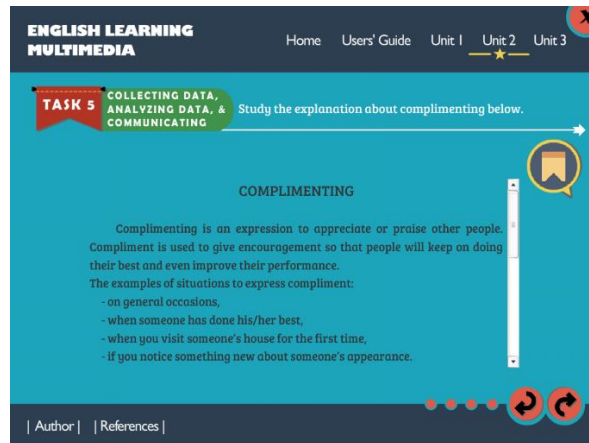 ENGLISH LEARNING
MULTIMEDIA
Home Users' Guide Unit 1 Unit 2 Unit 3
X
TASK 5
COLLECTING DATA,
ANALYZING DATA, &
COMMUNICATING
Study the explanation about complimenting below.
COMPLIMENTING
Complimenting is an expression to appreciate or praise other people.
Compliment is used to give encouragement so that people will keep on doing
their best and even improve their performance.
The examples of situations to express compliment:
- on general occasions,
- when someone has done his/her best,
- when you visit someone's house for the first time,
- if you notice something new about someone's appearance.
| Author | | References |